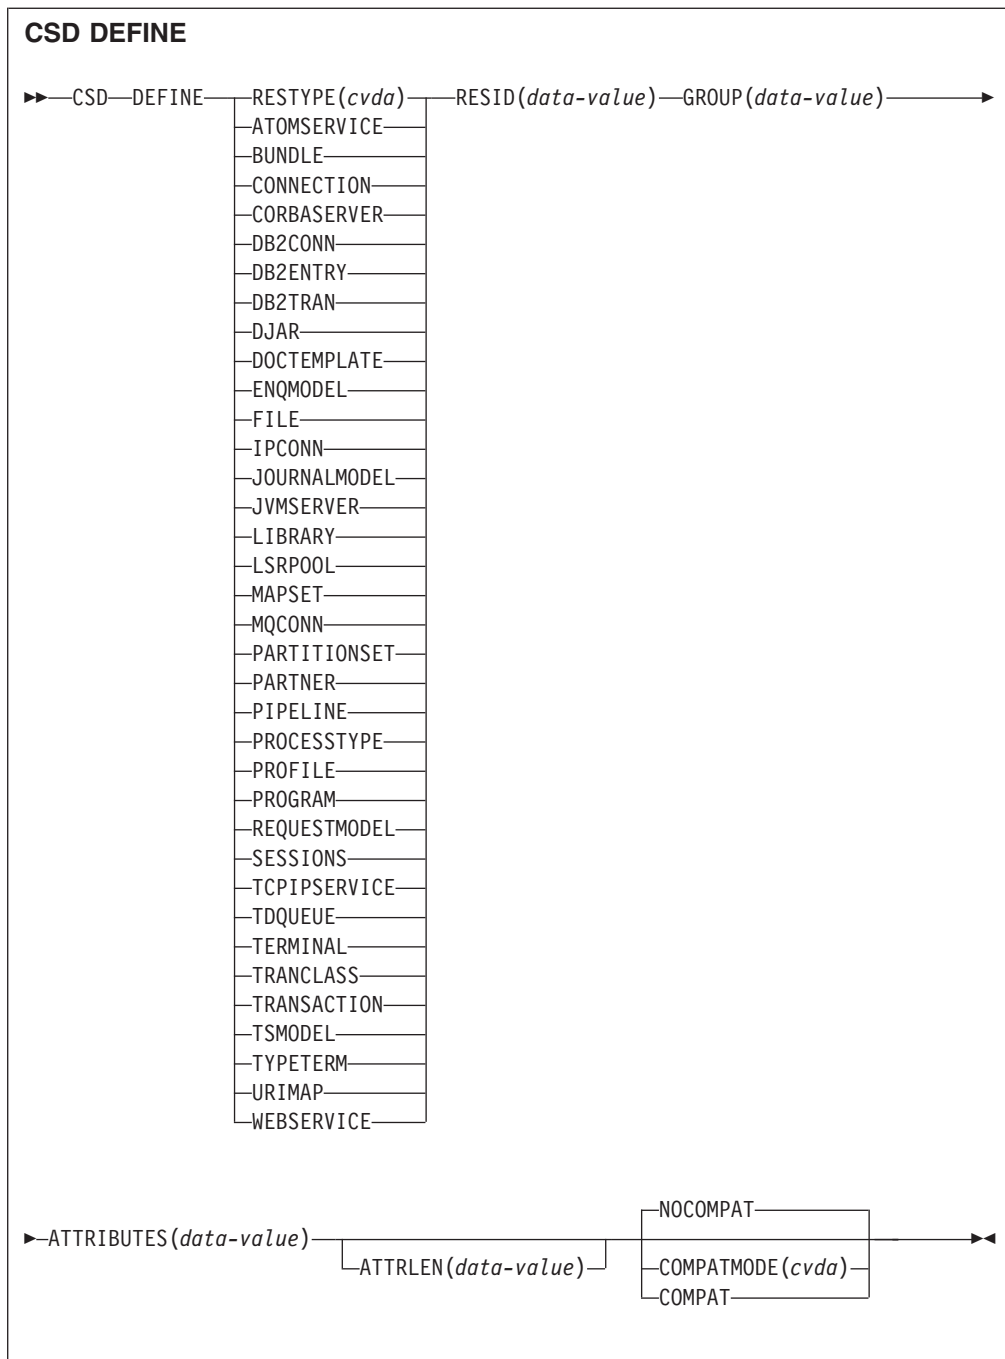 CSD DEFINE
CSD DEFINE RESTYPE(cvda) RESID(data-value) GROUP(data-value)
ATOMSERVICE
BUNDLE
CONNECTION
CORBASERVER
DB2CONN
DB2ENTRY
DB2TRAN
DJAR
DOCTEMPLATE
ENQMODEL
FILE
IPCONN
JOURNALMODEL
JVMSERVER
LIBRARY
LSRPOOL
MAPSET
MQCONN
PARTITIONSET
PARTNER
PIPELINE
PROCESSTYPE
PROFILE
PROGRAM
REQUESTMODEL
SESSIONS
TCPIPSERVICE
TDQUEUE
TERMINAL
TRANCLASS
TRANSACTION
TSMODEL
TYPETERM
URIMAP
WEBSERVICE
NOCOMPAT
ATTRIBUTES(data-value)
ATTRLEN(data-value) COMPATMODE(cvda)
COMPAT